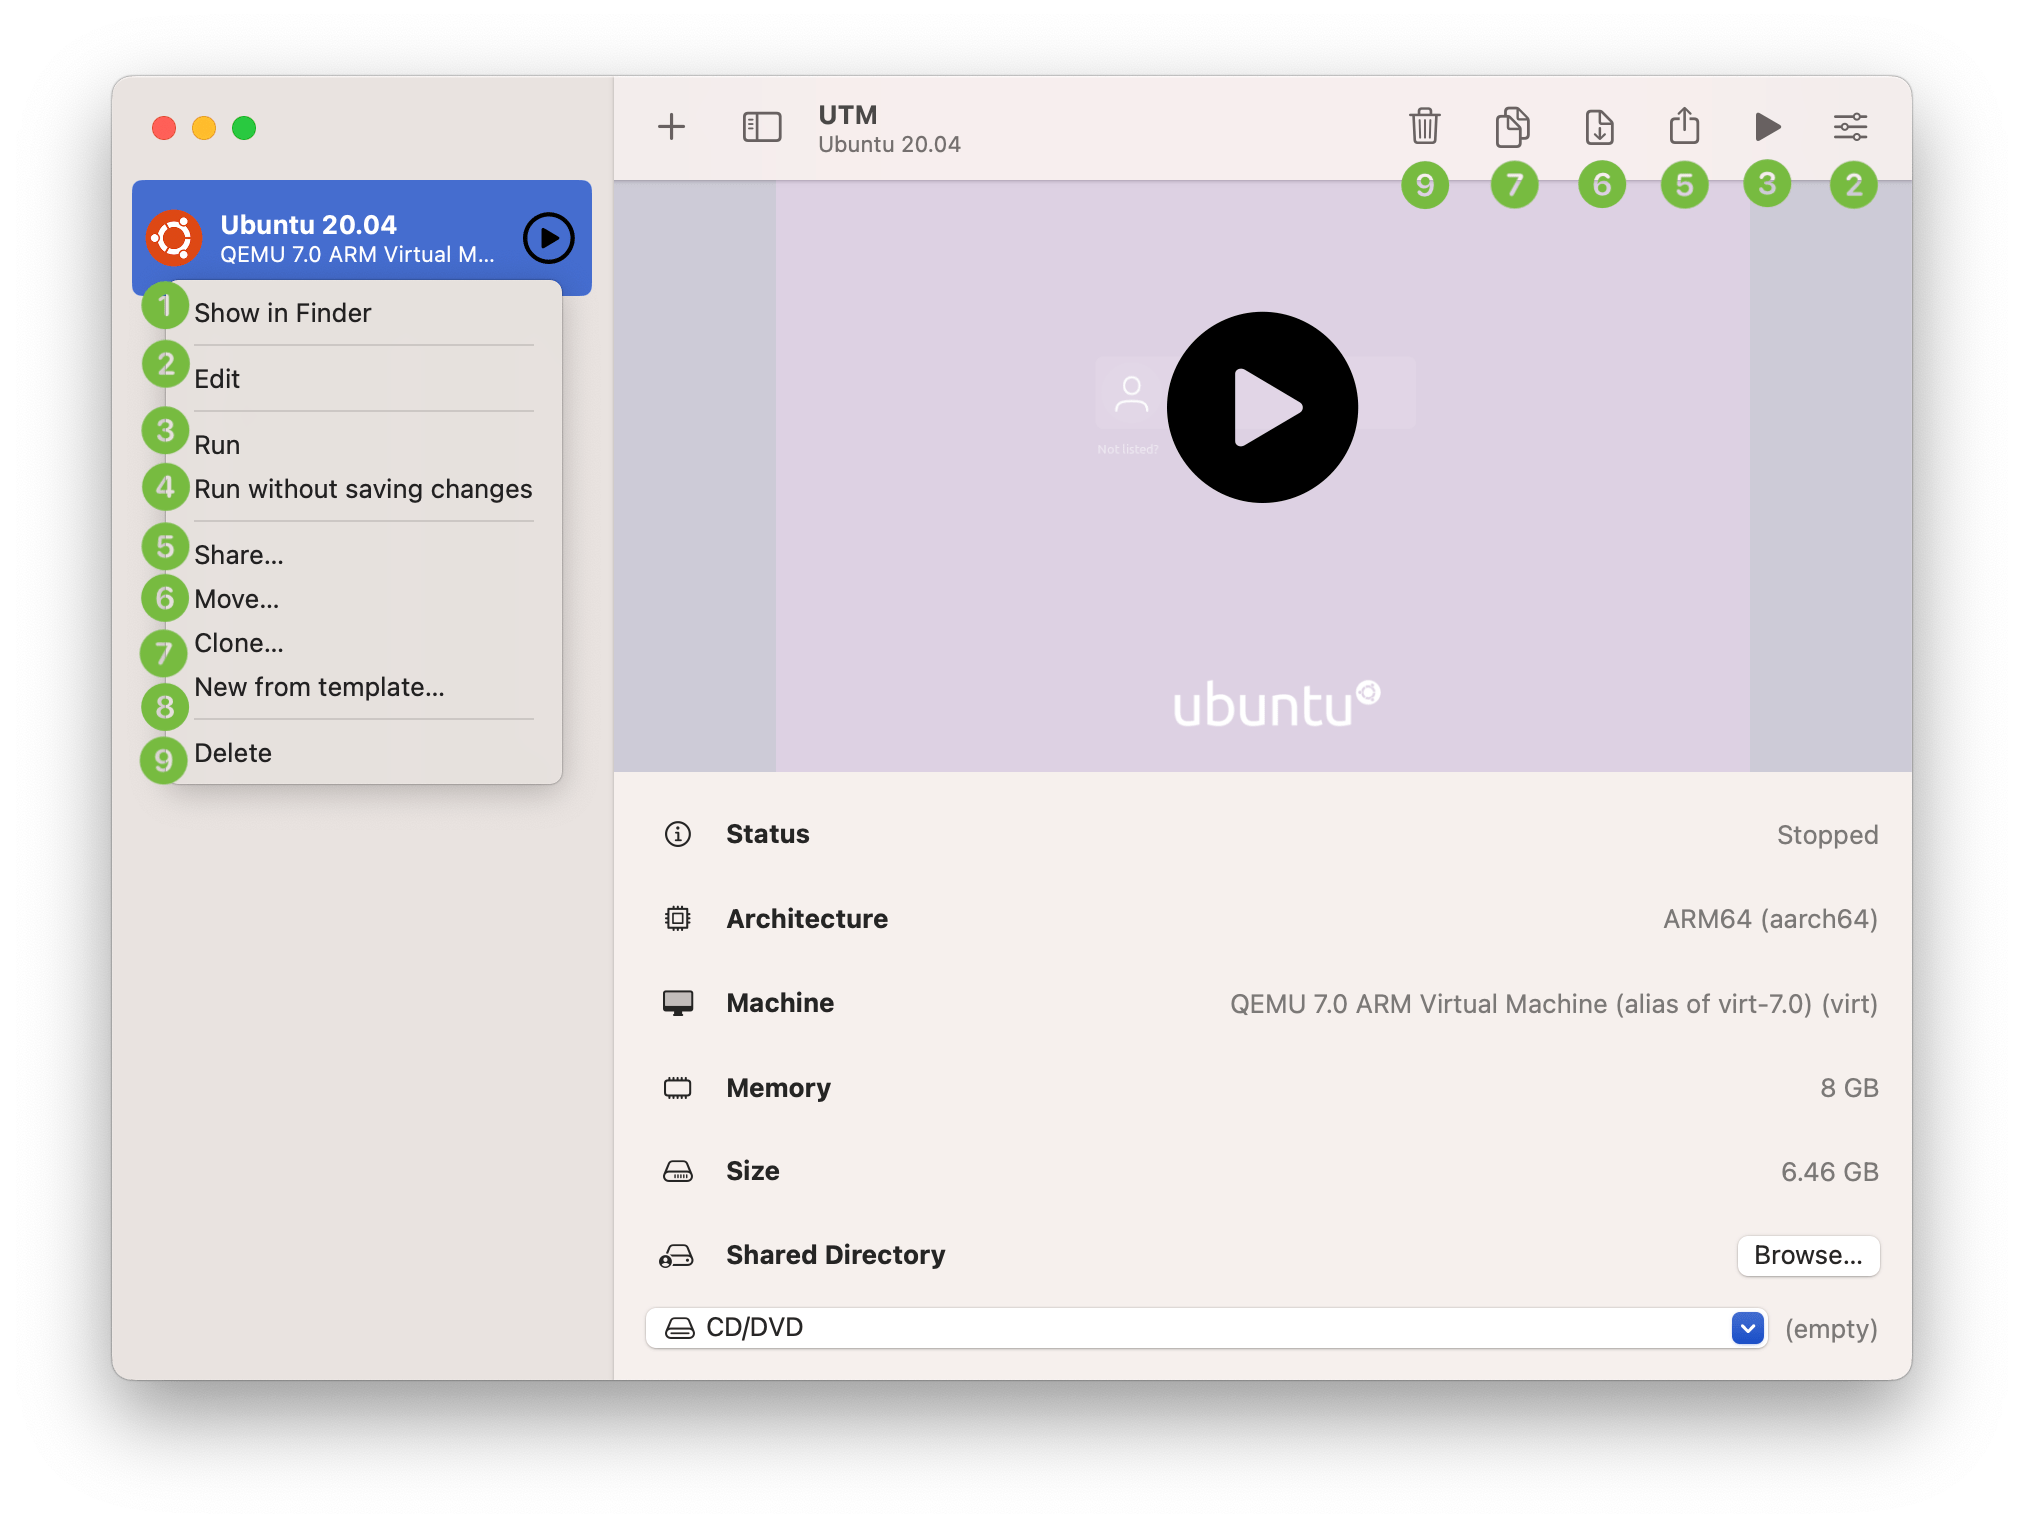 UTM
Ubuntu 20.04
9 7 6 5 3 2
Ubuntu 20.04
QEMU 7.0 ARM Virtual M...
1 Show in Finder
2 Edit
3 Run
4 Run without saving changes
5 Share...
6 Move...
7 Clone...
8 New from template...
9 Delete
Not listed?
ubuntu
Status Stopped
Architecture ARM64 (aarch64)
Machine QEMU 7.0 ARM Virtual Machine (alias of virt-7.0) (virt)
Memory 8 GB
Size 6.46 GB
Shared Directory Browse...
CD/DVD (empty)